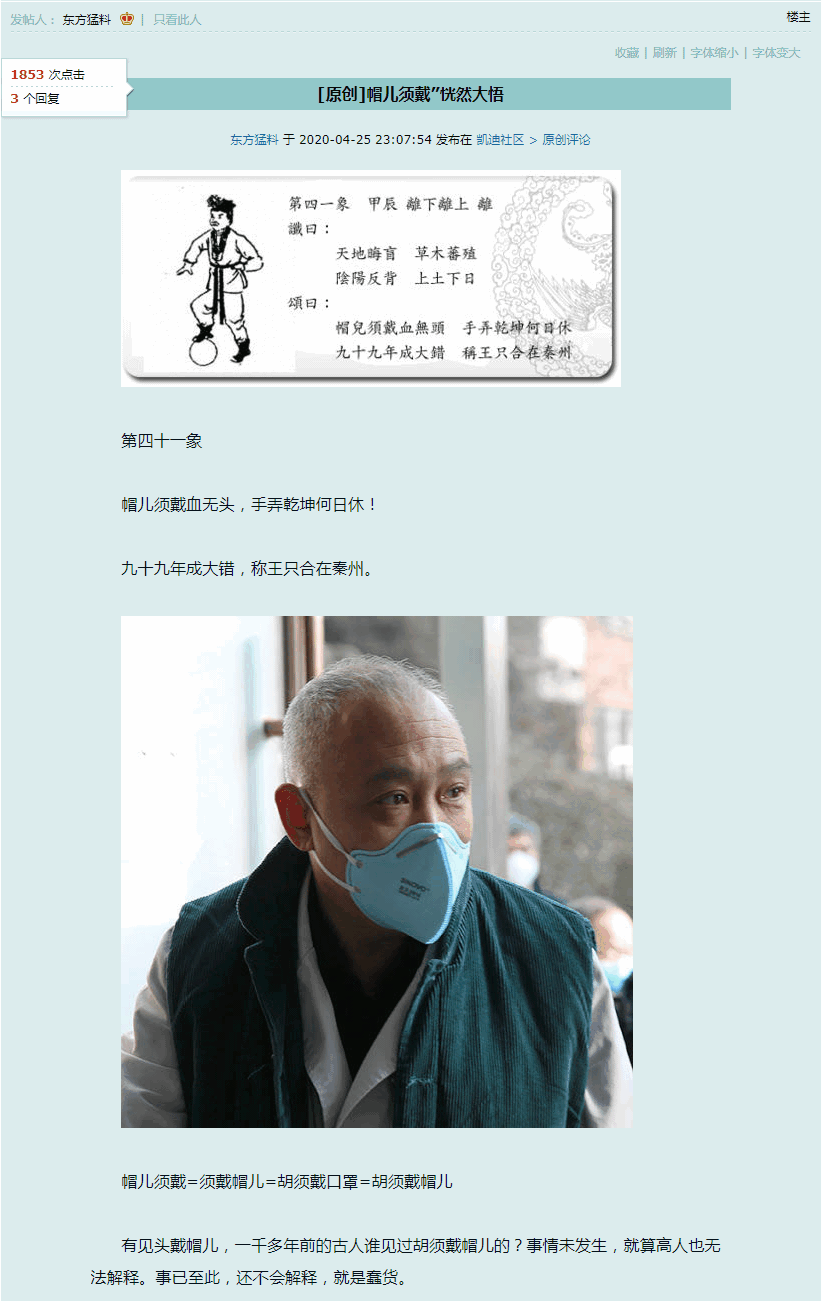 发帖人： 东方猛料 | 只看此人
楼主
收藏 | 刷新 | 字体缩小 | 字体变大
1853 次点击
3 个回复
[原创]帽儿须戴”恍然大悟
东方猛料 于 2020-04-25 23:07:54 发布在 凯迪社区 > 原创评论
第四一象 甲辰 離下離上 離
讖曰：
天地晦盲 草木蕃殖
陰陽反背 上土下日
頌曰：
帽兒須戴血無頭 手弄乾坤何日休
九十九年成大错 稱王只合在秦州
第四十一象
帽儿须戴血无头，手弄乾坤何日休！
九十九年成大错，称王只合在秦州。
帽儿须戴=须戴帽儿=胡须戴口罩=胡须戴帽儿
有见头戴帽儿，一千多年前的古人谁见过胡须戴帽儿的？事情未发生，就算高人也无
法解释。事已至此，还不会解释，就是蠢货。